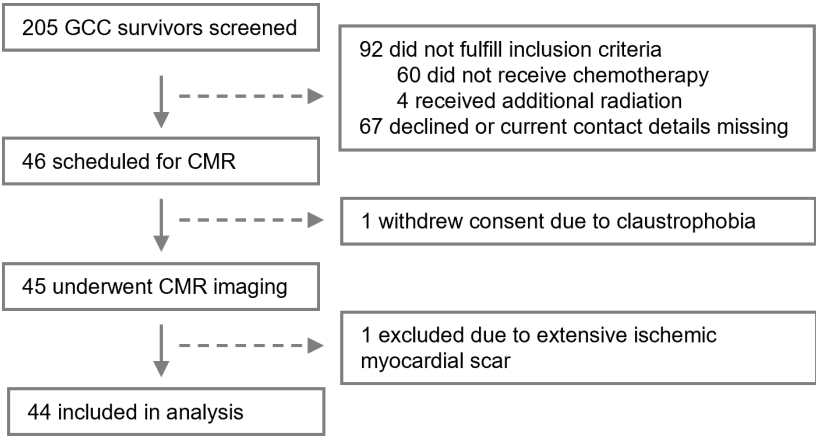 205 GCC survivors screened
92 did not fulfill inclusion criteria
60 did not receive chemotherapy
4 received additional radiation
67 declined or current contact details missing
46 scheduled for CMR
1 withdrew consent due to claustrophobia
45 underwent CMR imaging
1 excluded due to extensive ischemic
myocardial scar
44 included in analysis